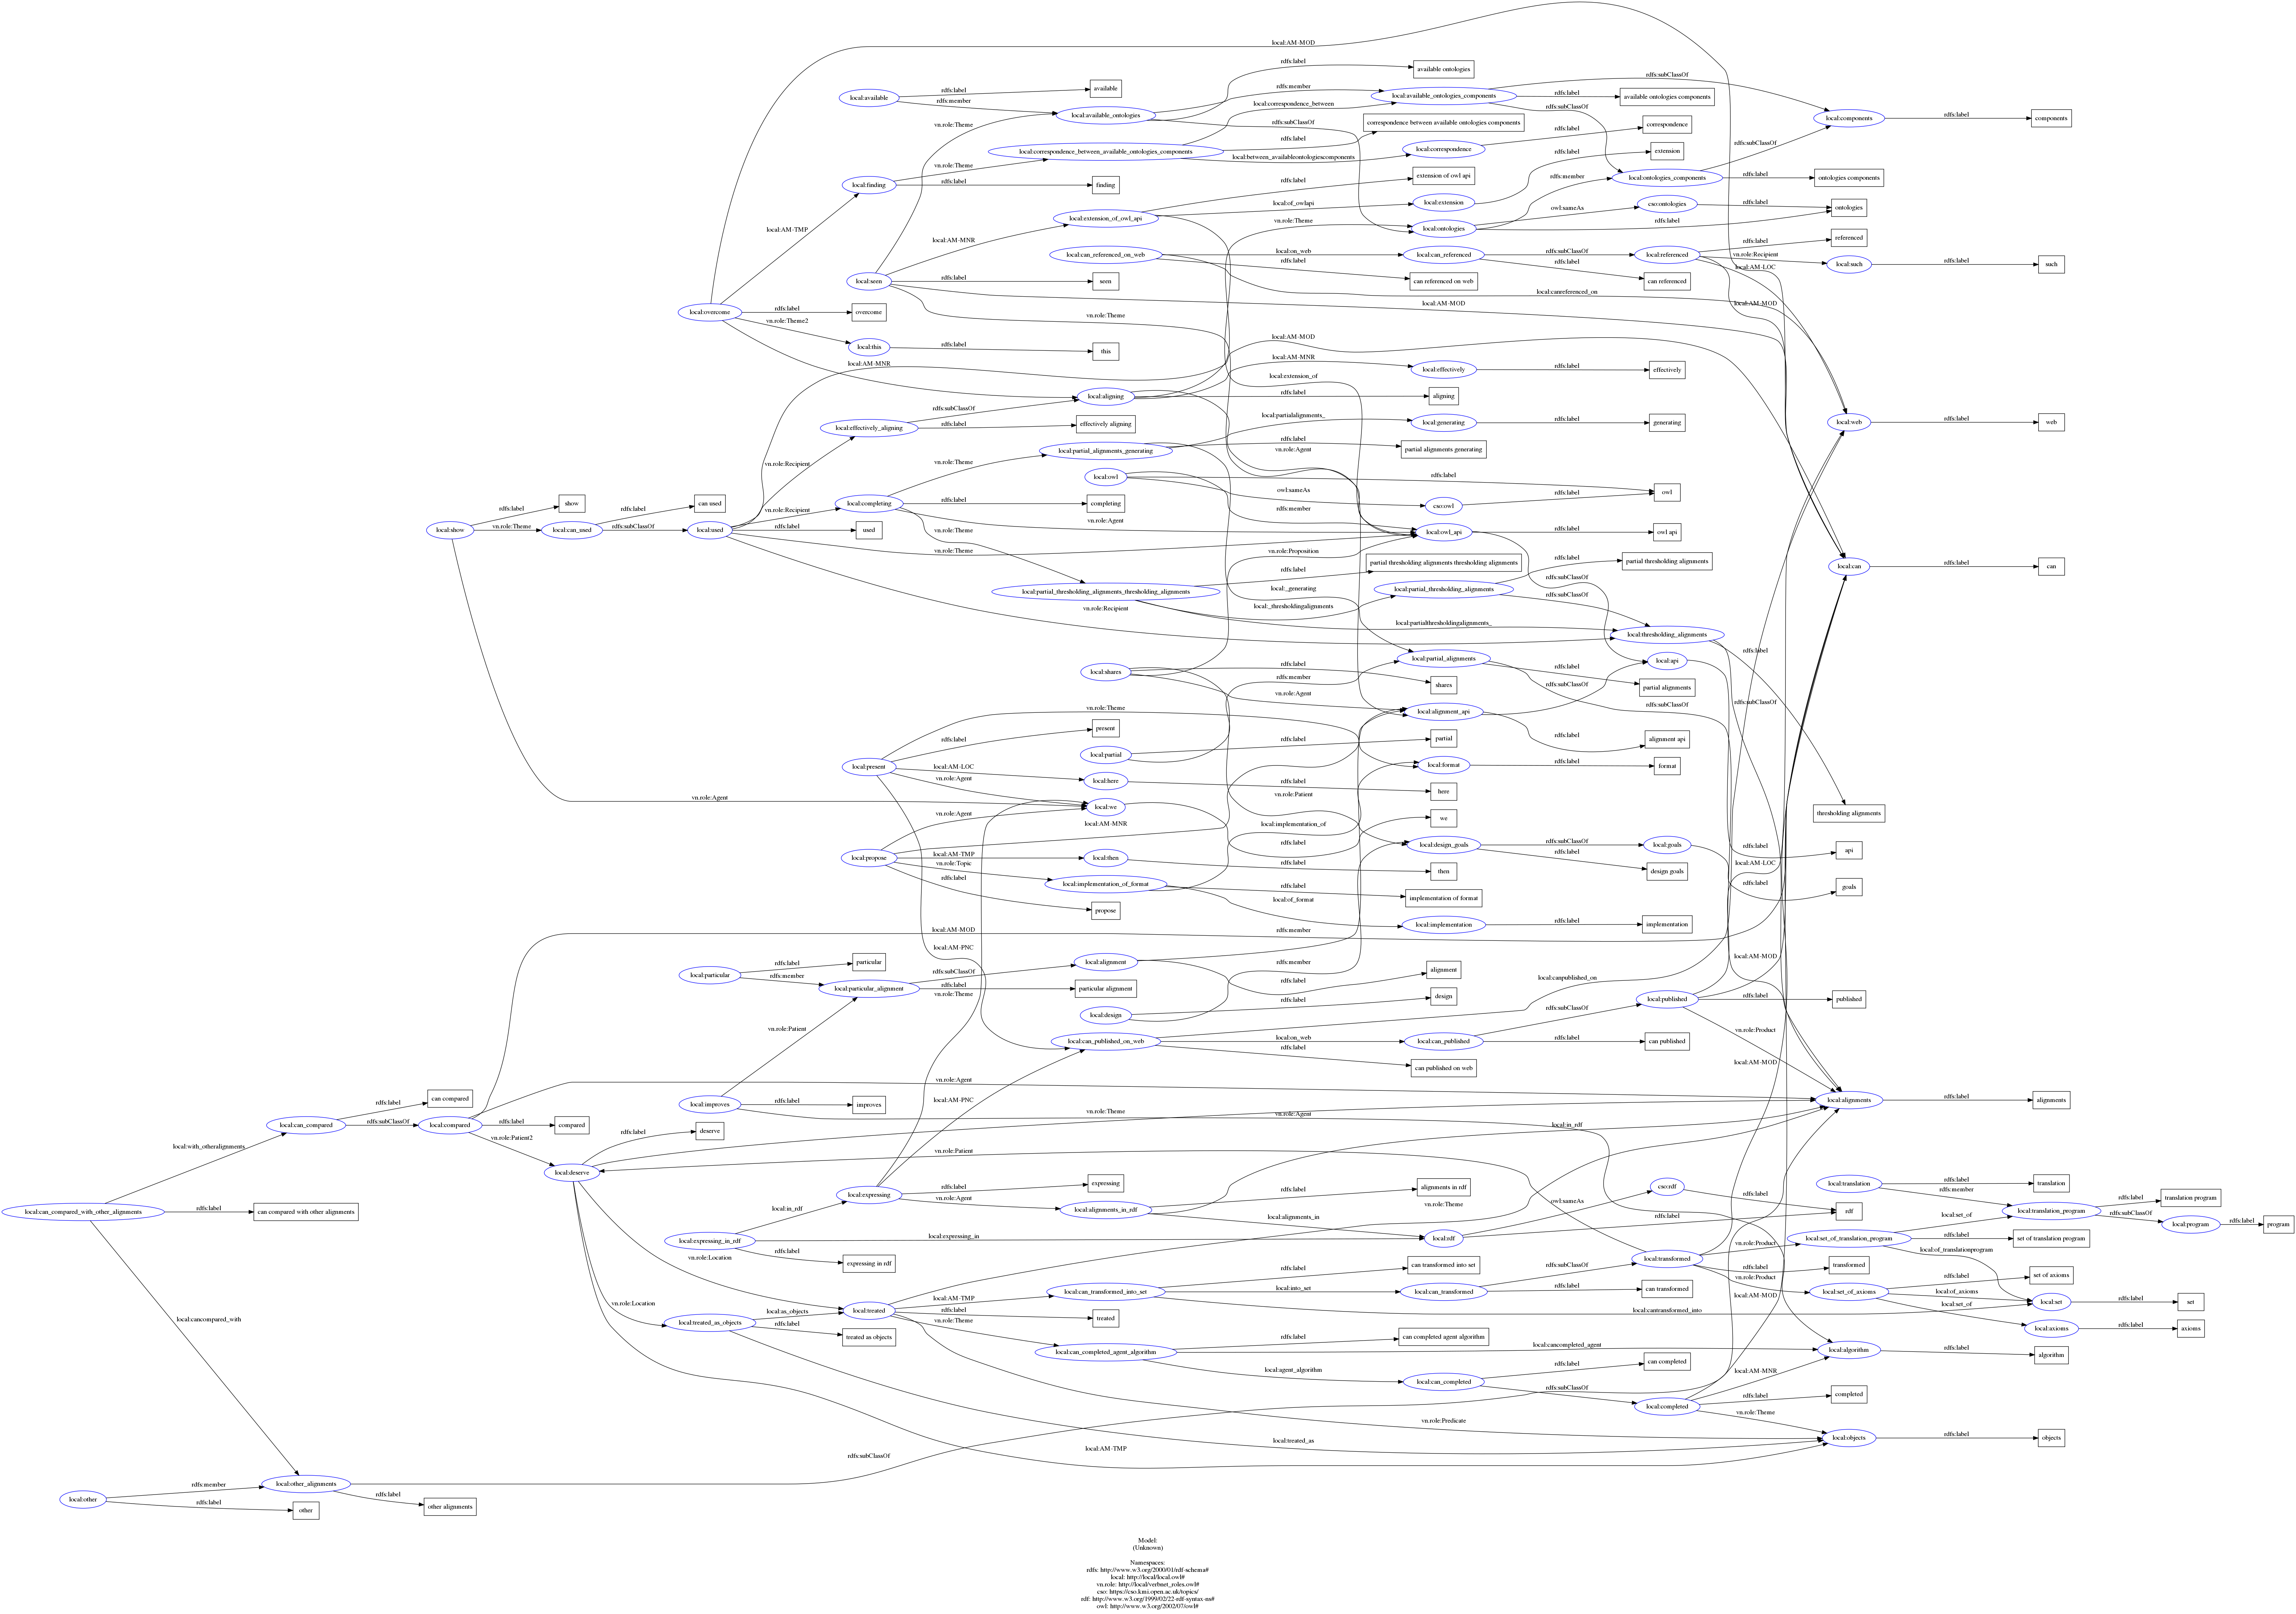 local:AM-MOD
rdfs:label
available ontologies
rdfs:subClassOf
local:available
rdfs:label
available
rdfs:member
local:available_ontologies
rdfs:member
local:available_ontologies_components
rdfs:label
available ontologies components
local:correspondence_between
rdfs:subClassOf
local:components
rdfs:label
components
vn.role:Theme
rdfs:subClassOf
correspondence between available ontologies components
rdfs:label
correspondence
rdfs:label
local:correspondence_between_available_ontologies_components
local:between_availableontologiescomponents
local:correspondence
rdfs:label
extension
rdfs:subClassOf
vn.role:Theme
local:finding
rdfs:label
finding
rdfs:label
extension of owl api
rdfs:member
local:ontologies_components
rdfs:label
ontologies components
local:extension_of_owl_api
local:of_owlapi
local:extension
owl:sameAs
cso:ontologies
rdfs:label
ontologies
vn.role:Theme
local:ontologies
rdfs:label
local:AM-TMP
local:AM-MNR
local:can_referenced_on_web
local:on_web
rdfs:label
local:can_referenced
rdfs:subClassOf
rdfs:label
local:referenced
rdfs:label
referenced
vn.role:Recipient
local:such
rdfs:label
such
local:AM-LOC
local:seen
rdfs:label
seen
can referenced on web
can referenced
local:canreferenced_on
local:AM-MOD
local:AM-MOD
local:overcome
rdfs:label
overcome
vn.role:Theme2
vn.role:Theme
local:this
rdfs:label
this
local:AM-MOD
local:AM-MNR
local:AM-MNR
local:effectively
rdfs:label
effectively
local:extension_of
rdfs:subClassOf
local:aligning
rdfs:label
aligning
local:effectively_aligning
rdfs:label
effectively aligning
local:partialalignments_
local:generating
rdfs:label
generating
local:web
rdfs:label
web
vn.role:Recipient
vn.role:Theme
local:partial_alignments_generating
rdfs:label
vn.role:Agent
partial alignments generating
local:owl
rdfs:label
owl
owl:sameAs
cso:owl
rdfs:label
rdfs:label
show
rdfs:label
can used
vn.role:Recipient
local:completing
rdfs:label
completing
rdfs:member
local:show
vn.role:Theme
local:can_used
rdfs:subClassOf
local:used
rdfs:label
used
vn.role:Agent
vn.role:Theme
local:owl_api
rdfs:label
owl api
vn.role:Theme
vn.role:Proposition
partial thresholding alignments thresholding alignments
rdfs:label
partial thresholding alignments
local:can
rdfs:label
can
rdfs:label
rdfs:subClassOf
local:partial_thresholding_alignments_thresholding_alignments
local:_generating
local:partial_thresholding_alignments
rdfs:subClassOf
local:_thresholdingalignments
vn.role:Recipient
local:partialthresholdingalignments_
local:thresholding_alignments
rdfs:label
local:shares
rdfs:label
rdfs:member
local:partial_alignments
rdfs:label
local:api
shares
rdfs:subClassOf
partial alignments
vn.role:Agent
rdfs:subClassOf
rdfs:subClassOf
vn.role:Theme
local:alignment_api
rdfs:label
alignment api
present
rdfs:label
local:partial
rdfs:label
partial
local:present
local:AM-LOC
vn.role:Agent
local:here
rdfs:label
here
local:format
rdfs:label
format
vn.role:Patient
vn.role:Agent
local:we
thresholding alignments
vn.role:Agent
local:AM-MNR
local:implementation_of
we
rdfs:label
local:design_goals
rdfs:subClassOf
local:goals
rdfs:label
api
local:propose
local:AM-TMP
local:then
rdfs:label
then
rdfs:label
design goals
local:AM-LOC
vn.role:Topic
rdfs:label
local:implementation_of_format
rdfs:label
implementation of format
rdfs:label
goals
local:of_format
propose
local:implementation
rdfs:label
implementation
local:AM-MOD
rdfs:member
local:AM-PNC
local:AM-MOD
local:particular
rdfs:label
particular
rdfs:member
local:particular_alignment
rdfs:subClassOf
local:alignment
rdfs:member
alignment
rdfs:label
particular alignment
vn.role:Theme
rdfs:label
local:canpublished_on
design
rdfs:label
local:design
local:published
rdfs:label
published
rdfs:subClassOf
vn.role:Patient
vn.role:Product
local:can_published_on_web
local:on_web
local:can_published
rdfs:label
can published
rdfs:label
can published on web
local:AM-MOD
vn.role:Agent
rdfs:label
can compared
local:AM-PNC
local:improves
rdfs:label
improves
vn.role:Theme
vn.role:Agent
local:alignments
rdfs:label
alignments
local:can_compared
rdfs:subClassOf
local:compared
rdfs:label
compared
rdfs:label
deserve
local:in_rdf
vn.role:Patient2
local:with_otheralignments
vn.role:Patient
local:deserve
local:expressing
rdfs:label
expressing
rdfs:label
alignments in rdf
owl:sameAs
cso:rdf
rdfs:label
local:translation
rdfs:label
translation
rdfs:member
rdfs:label
translation program
local:can_compared_with_other_alignments
rdfs:label
can compared with other alignments
local:in_rdf
vn.role:Agent
local:alignments_in_rdf
vn.role:Theme
local:alignments_in
rdf
rdfs:label
local:set_of
local:translation_program
rdfs:subClassOf
local:program
rdfs:label
program
local:expressing_in_rdf
local:expressing_in
local:rdf
vn.role:Product
local:set_of_translation_program
rdfs:label
set of translation program
rdfs:label
expressing in rdf
vn.role:Location
local:of_translationprogram
rdfs:label
can transformed into set
rdfs:subClassOf
local:transformed
rdfs:label
transformed
vn.role:Product
rdfs:label
set of axioms
local:can_transformed_into_set
local:into_set
local:can_transformed
rdfs:label
can transformed
local:set_of_axioms
local:of_axioms
local:AM-MOD
vn.role:Location
local:as_objects
local:treated
local:AM-TMP
rdfs:label
treated
local:cantransformed_into
local:set_of
local:set
rdfs:label
set
local:cancompared_with
local:treated_as_objects
rdfs:label
treated as objects
vn.role:Theme
local:axioms
rdfs:label
axioms
rdfs:label
can completed agent algorithm
local:can_completed_agent_algorithm
local:cancompleted_agent
local:algorithm
rdfs:label
algorithm
local:agent_algorithm
rdfs:label
can completed
local:AM-MNR
local:can_completed
rdfs:subClassOf
rdfs:label
completed
local:completed
vn.role:Theme
vn.role:Predicate
local:treated_as
local:objects
rdfs:label
objects
rdfs:subClassOf
local:AM-TMP
rdfs:member
local:other_alignments
rdfs:label
other alignments
local:other
rdfs:label
other
Model:
(Unknown)
Namespaces:
rdfs: http://www.w3.org/2000/01/rdf-schema#
local: http://local/local.owl#
vn.role: http://local/verbnet_roles.owl#
cso: https://cso.kmi.open.ac.uk/topics/
rdf: http://www.w3.org/1999/02/22-rdf-syntax-ns#
owl: http://www.w3.org/2002/07/owl#